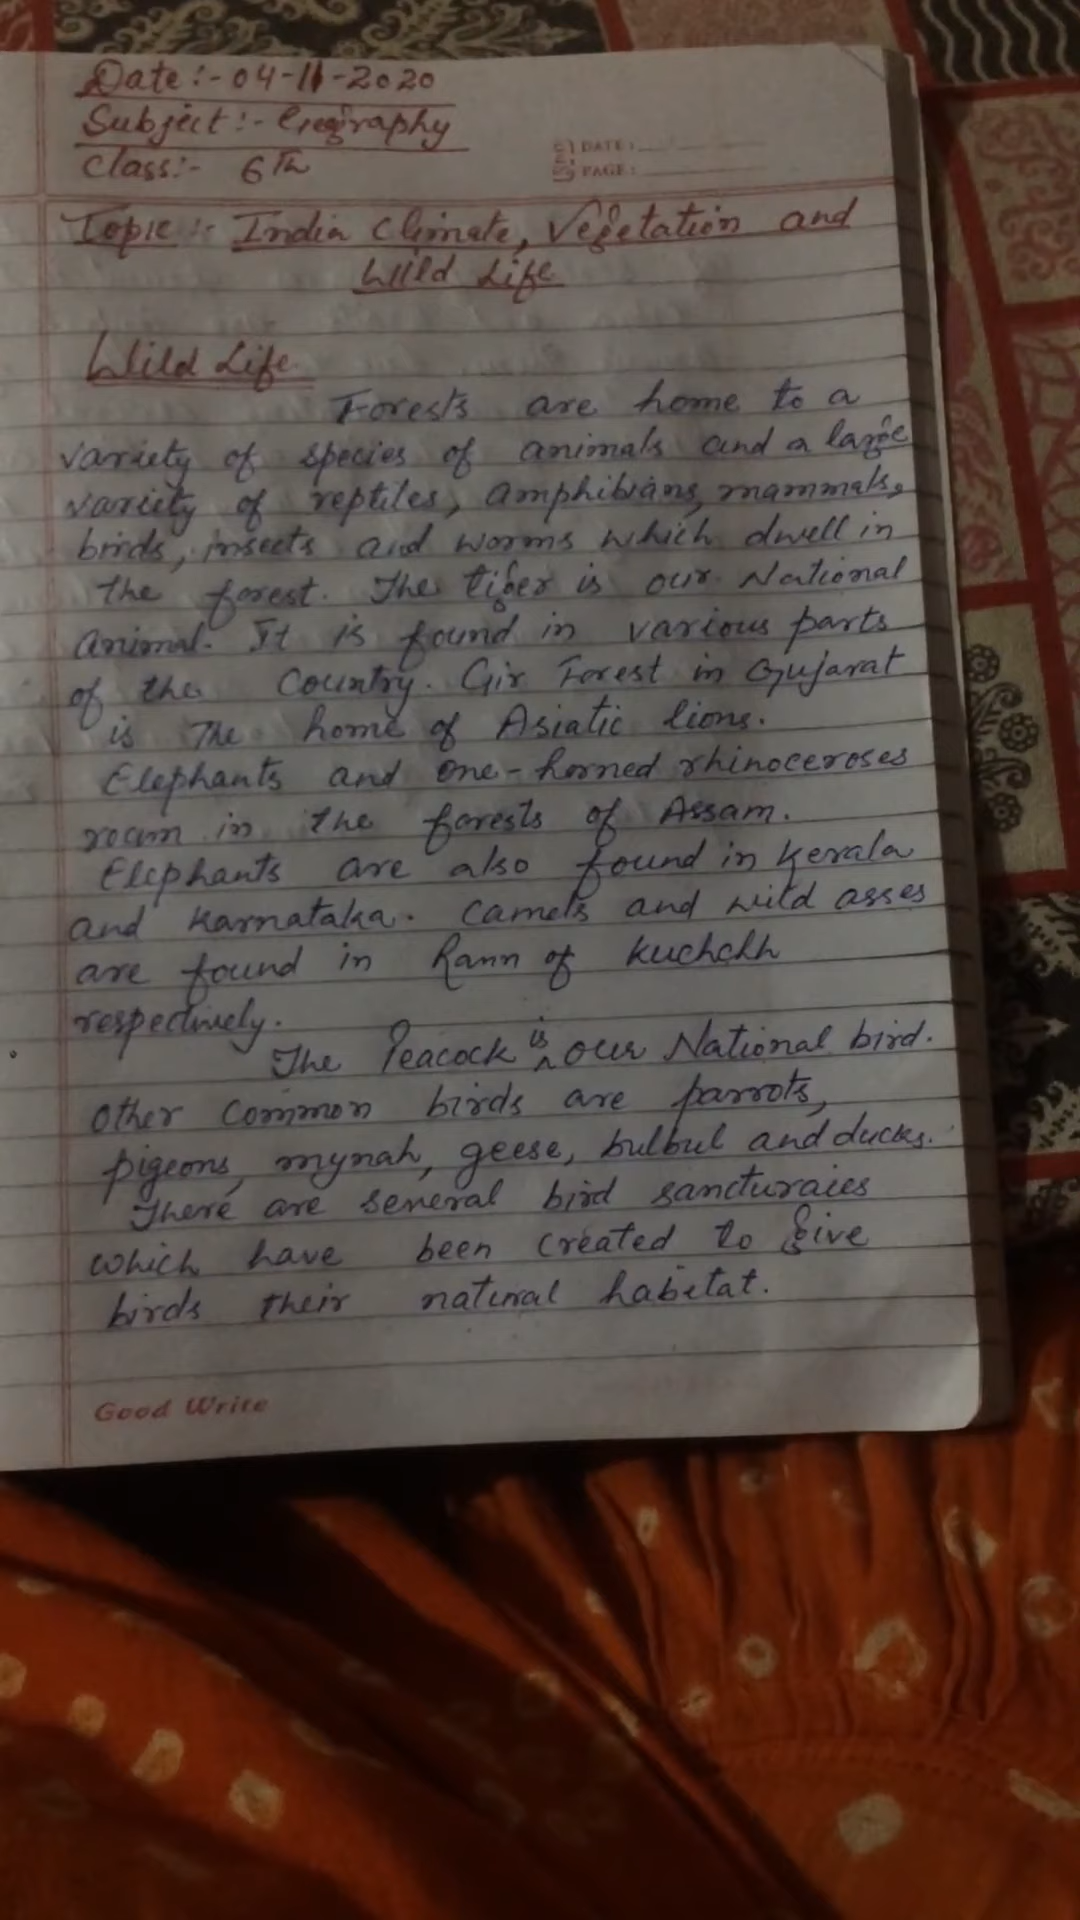 Date :- 04-11-2020
Subject :- Geography
Class:- 6Th
DATE :
PAGE :
Topic :- India Climate, Vegetation and
Wild Life
Wild Life
Forests are home to a
variety of species of animals and a large
variety of reptiles, amphibians, mammals,
birds, insects and worms which dwell in
the forest. The tiger is our National
animal. It is found in various parts
of the Country. Gir Forest in Gujarat
is The home of Asiatic lions.
Elephants and one-horned rhinoceroses
roam in the forests of Assam.
Elephants are also found in Kerala
and Karnataka. Camels and wild asses
are found in Rann of Kuchchh
respectively.
The Peacock is our National bird.
Other Common birds are parrots,
pigeons, mynah, geese, bulbul and ducks.
There are several bird sancturaies
which have been Created to give
birds their natural habitat.
Good Write